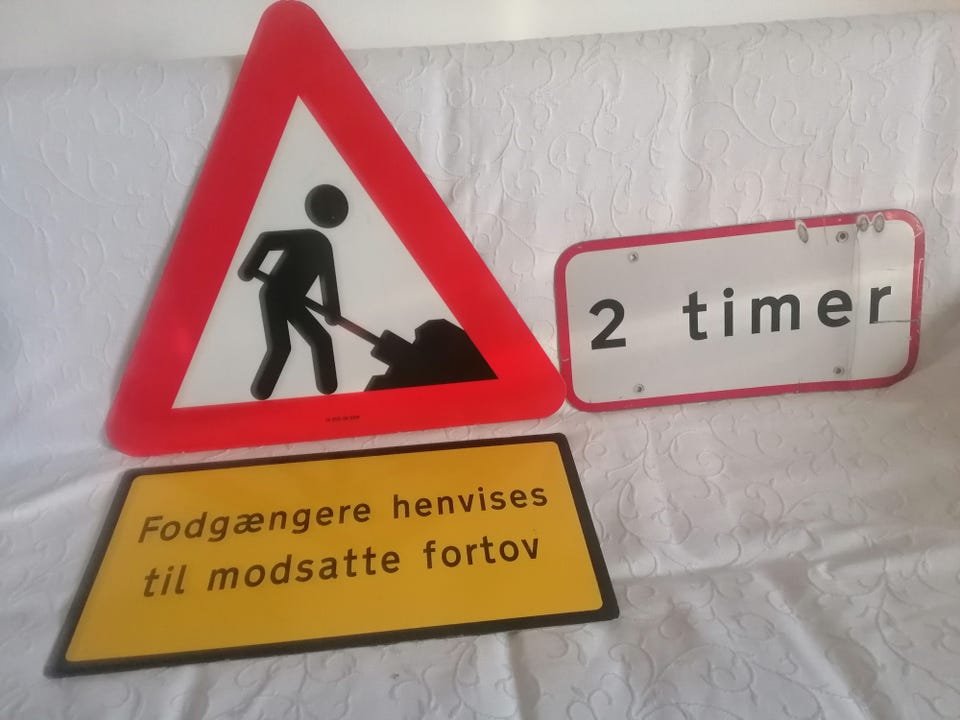 2 timer
Fodgængere henvises
til modsatte fortov